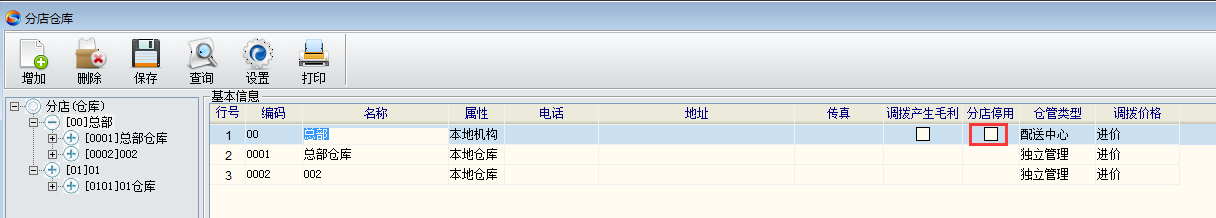 分店仓库
增加 删除 保存 查询 设置 打印
分店(仓库)
[00]总部
[0001]总部仓库
[0002]002
[01]01
[0101]01仓库
基本信息
行号 编码 名称 属性 电话 地址 传真 调拨产生毛利 分店停用 仓管类型 调拨价格
1 00 总部 本地机构 配送中心 进价
2 0001 总部仓库 本地仓库 独立管理 进价
3 0002 002 本地仓库 独立管理 进价